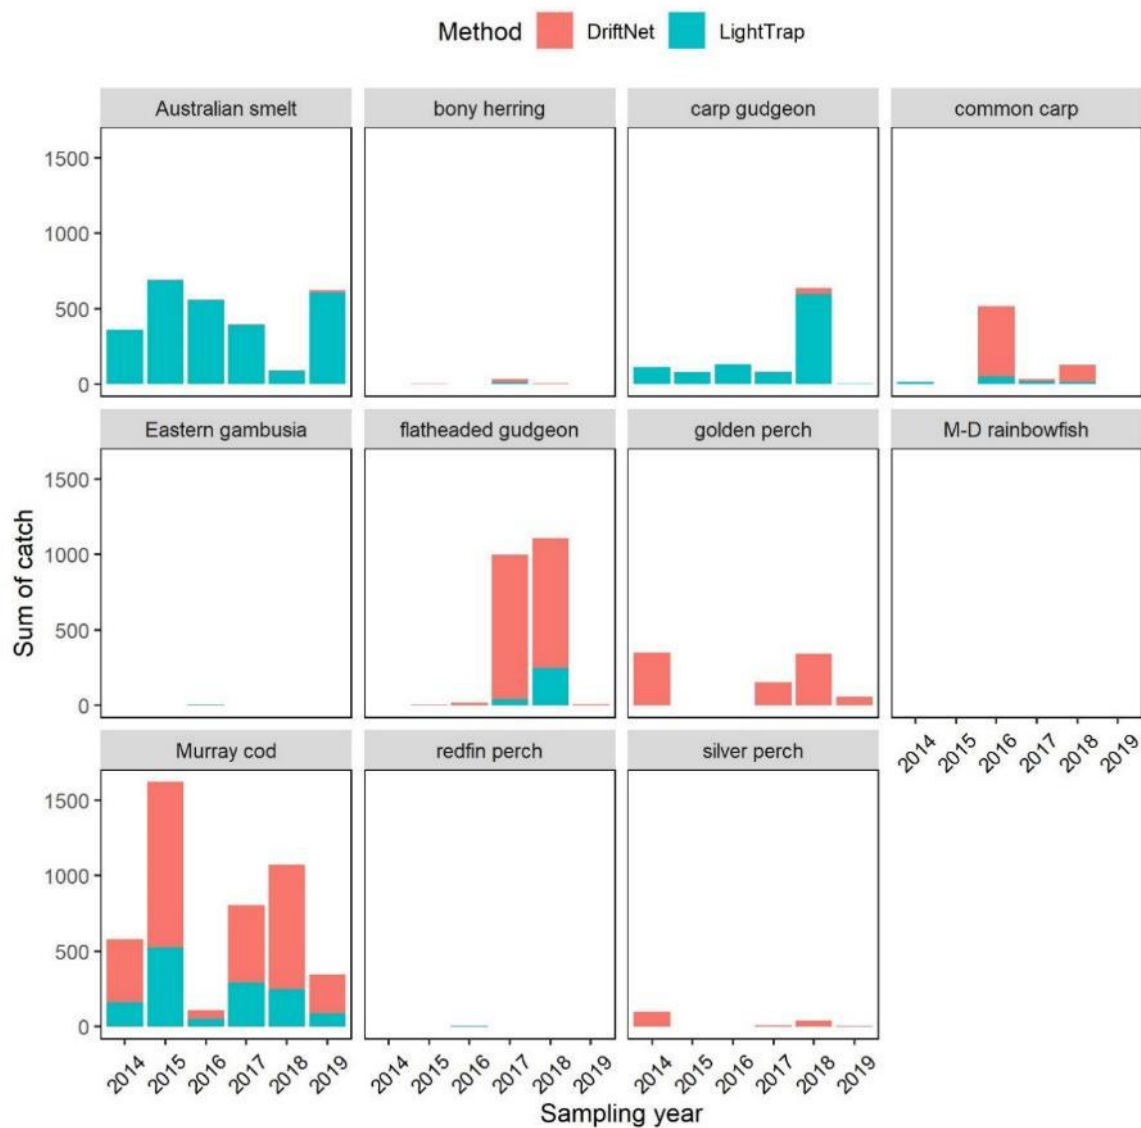 Method DriftNet LightTrap
Australian smelt bony herring carp gudgeon common carp
1500
1000
500
0
Eastern gambusia flatheaded gudgeon golden perch M-D rainbowfish
Sum of catch
1500
1000
500
0
2014 2015 2016 2017 2018 2019
Murray cod redfin perch silver perch
1500
1000
500
0
2014 2015 2016 2017 2018 2019 2014 2015 2016 2017 2018 2019 2014 2015 2016 2017 2018 2019
Sampling year